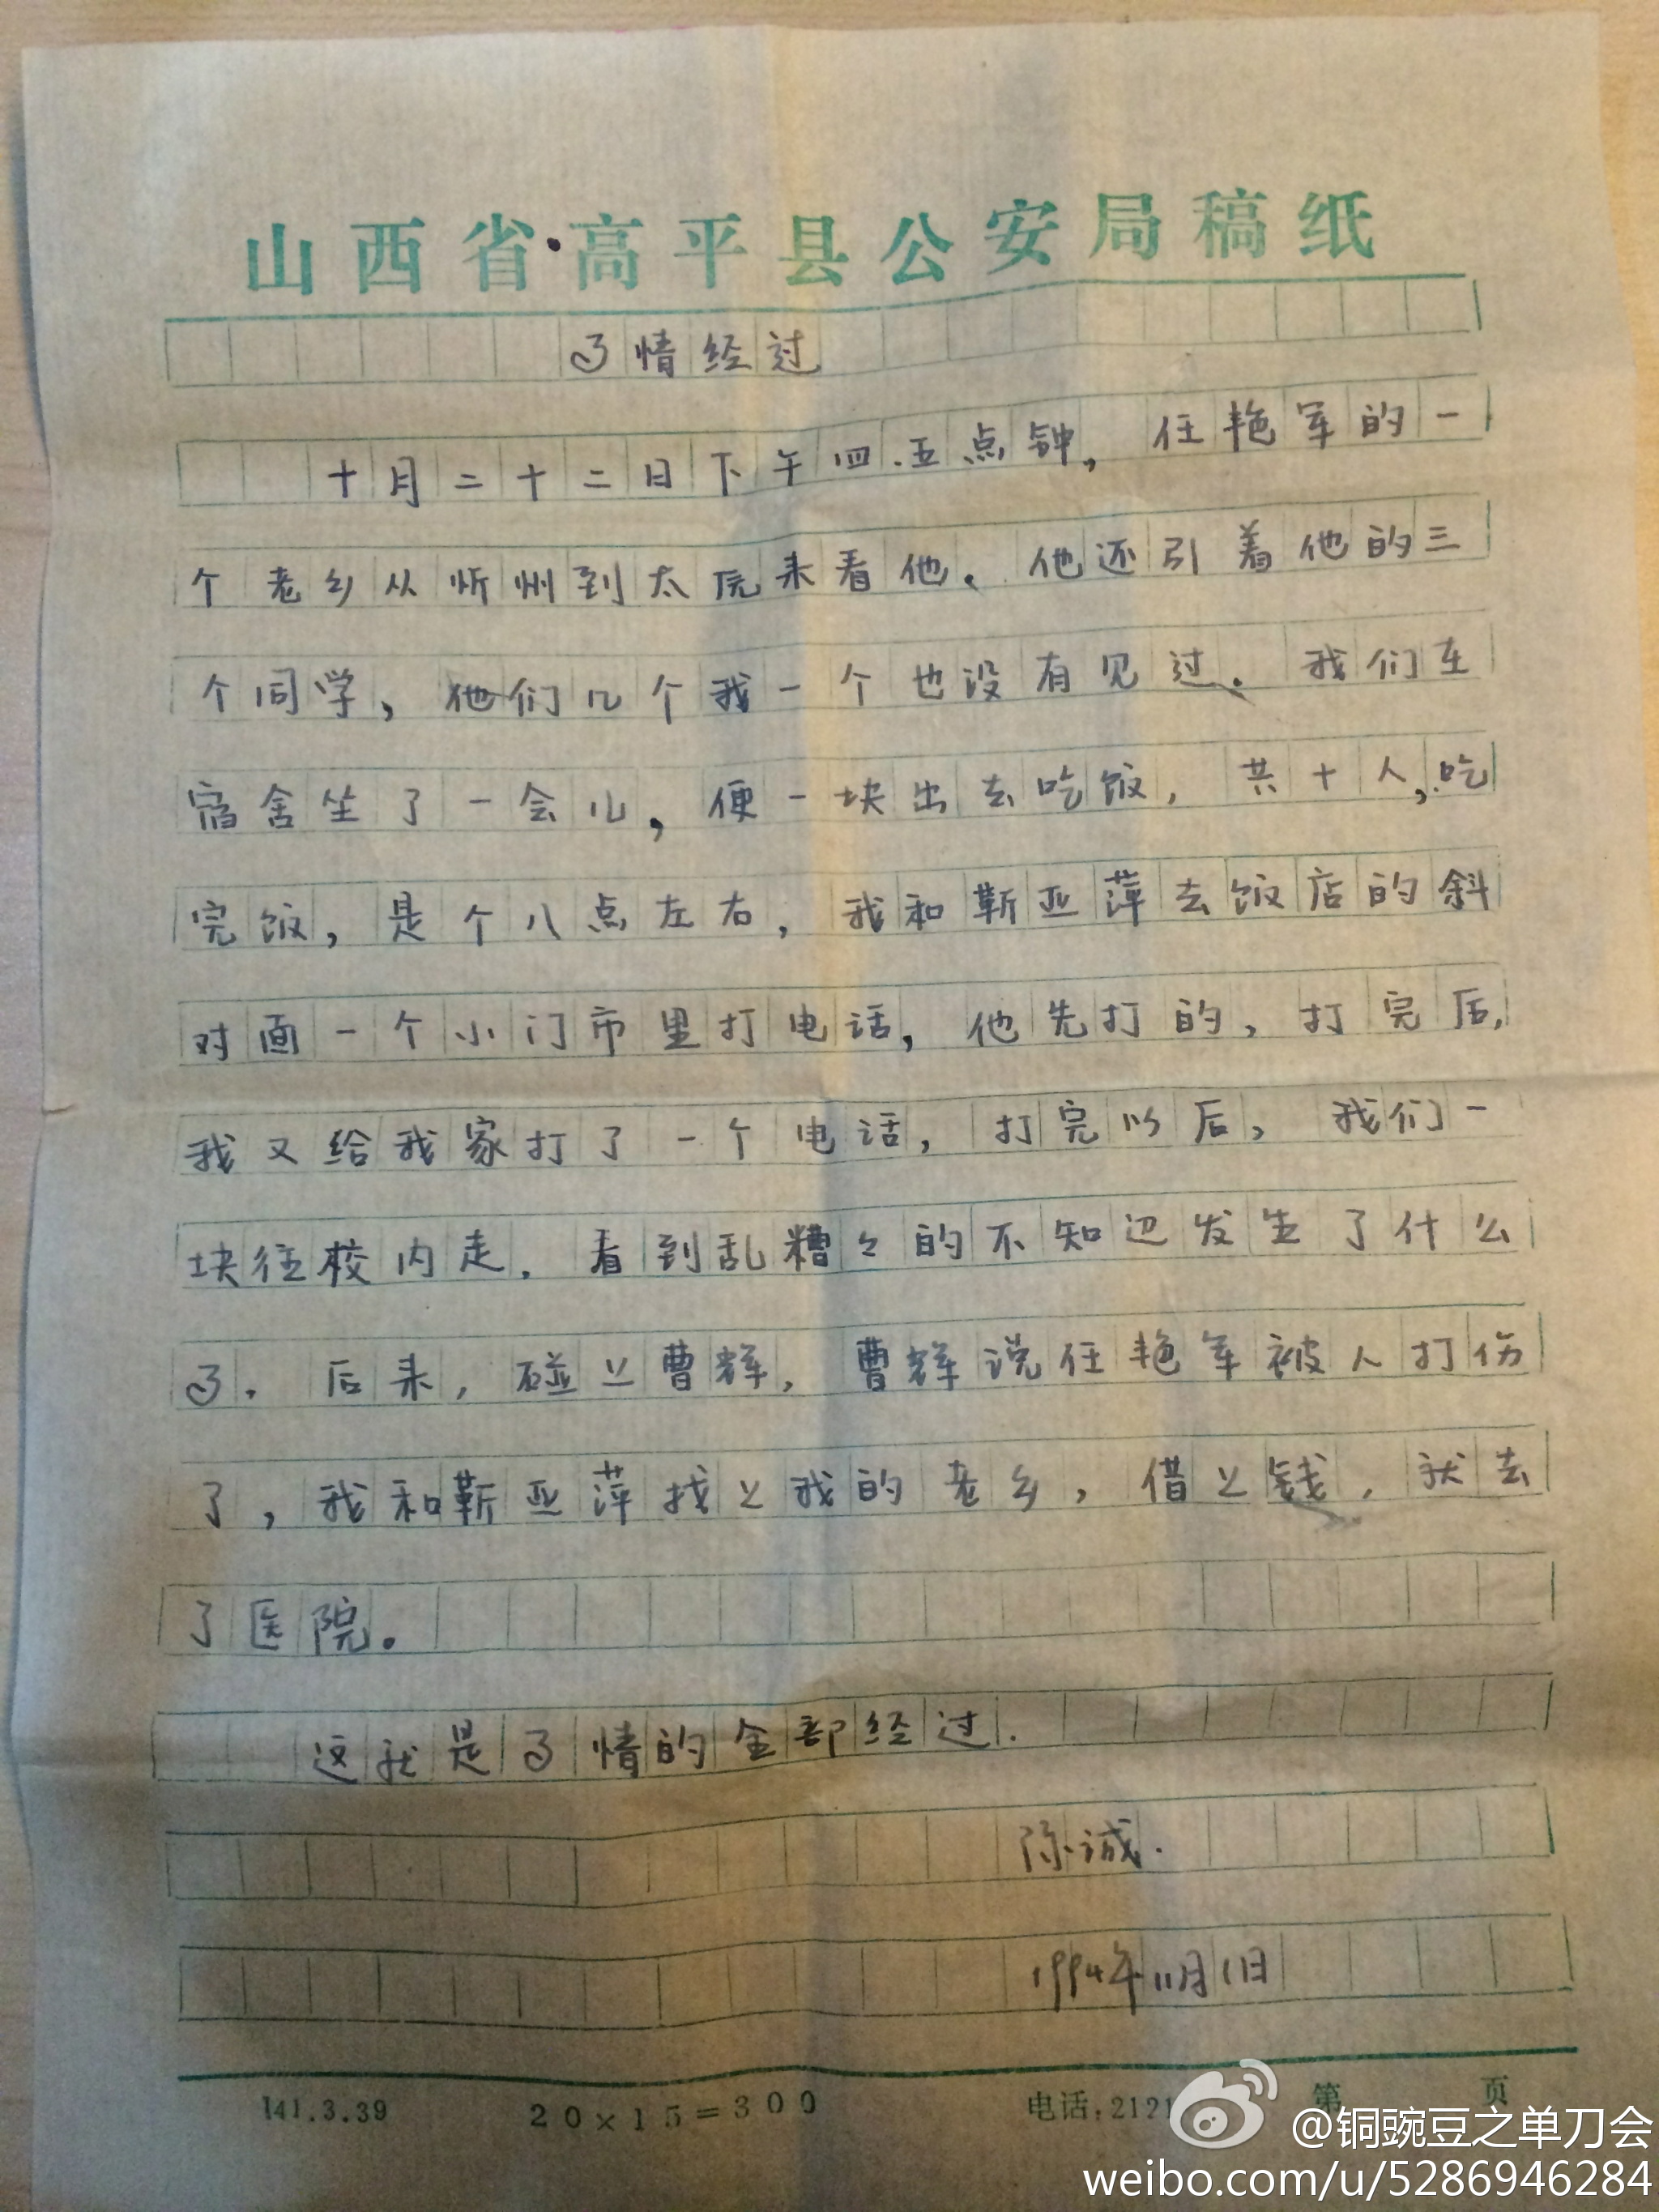 山西省·高平县公安局稿纸
了情经过
十月二十二日下午四.五点钟，任艳军的一
个老乡从忻州到太院来看他。他还引着他的三
个同学，他们几个我一个也没有见过。我们在
宿舍坐了一会儿，便一块出去吃饭，共十人，吃
完饭，是个八点左右，我和靳亚萍去饭店的斜
对面一个小门市里打电话，他先打的，打完后，
我又给我家打了一个电话，打完以后，我们一
块往校内走．看到乱糟々的不知边发生了什么
了．后来，碰上曹辉，曹辉说任艳军被人打伤
了，我和靳亚萍找上我的老乡，借上钱，就去
了医院。
这就是了情的全部经过．
陈诚．
1994年11月1日
141.3.39 20×15=300 电话:2121 第 页
@铜豌豆之单刀会
weibo.com/u/5286946284